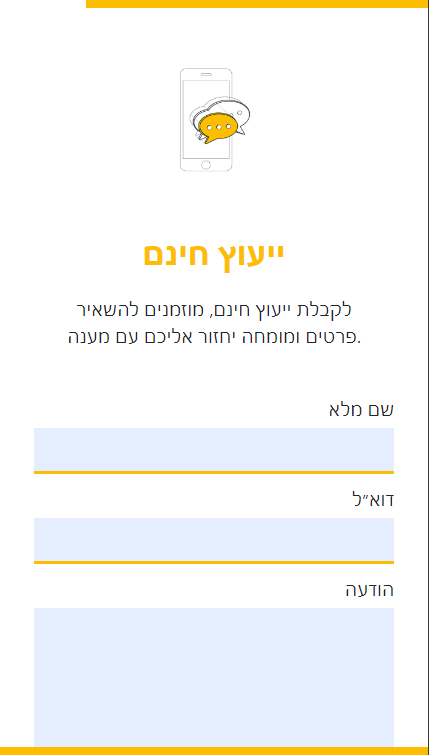 ייעוץ חינם
לקבלת ייעוץ חינם, מוזמנים להשאיר
פרטים ומומחה יחזור אליכם עם מענה.
שם מלא
דוא״ל
הודעה